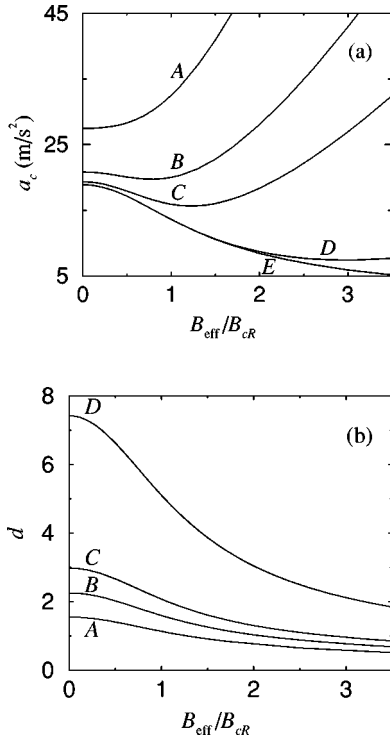 45
(a)
A
a_c (m/s²)
25
B
C
D
E
5
0 1 2 3
B_eff/B_cR
8
(b)
D
6
d
4
C
B
2
A
0
0 1 2 3
B_eff/B_cR